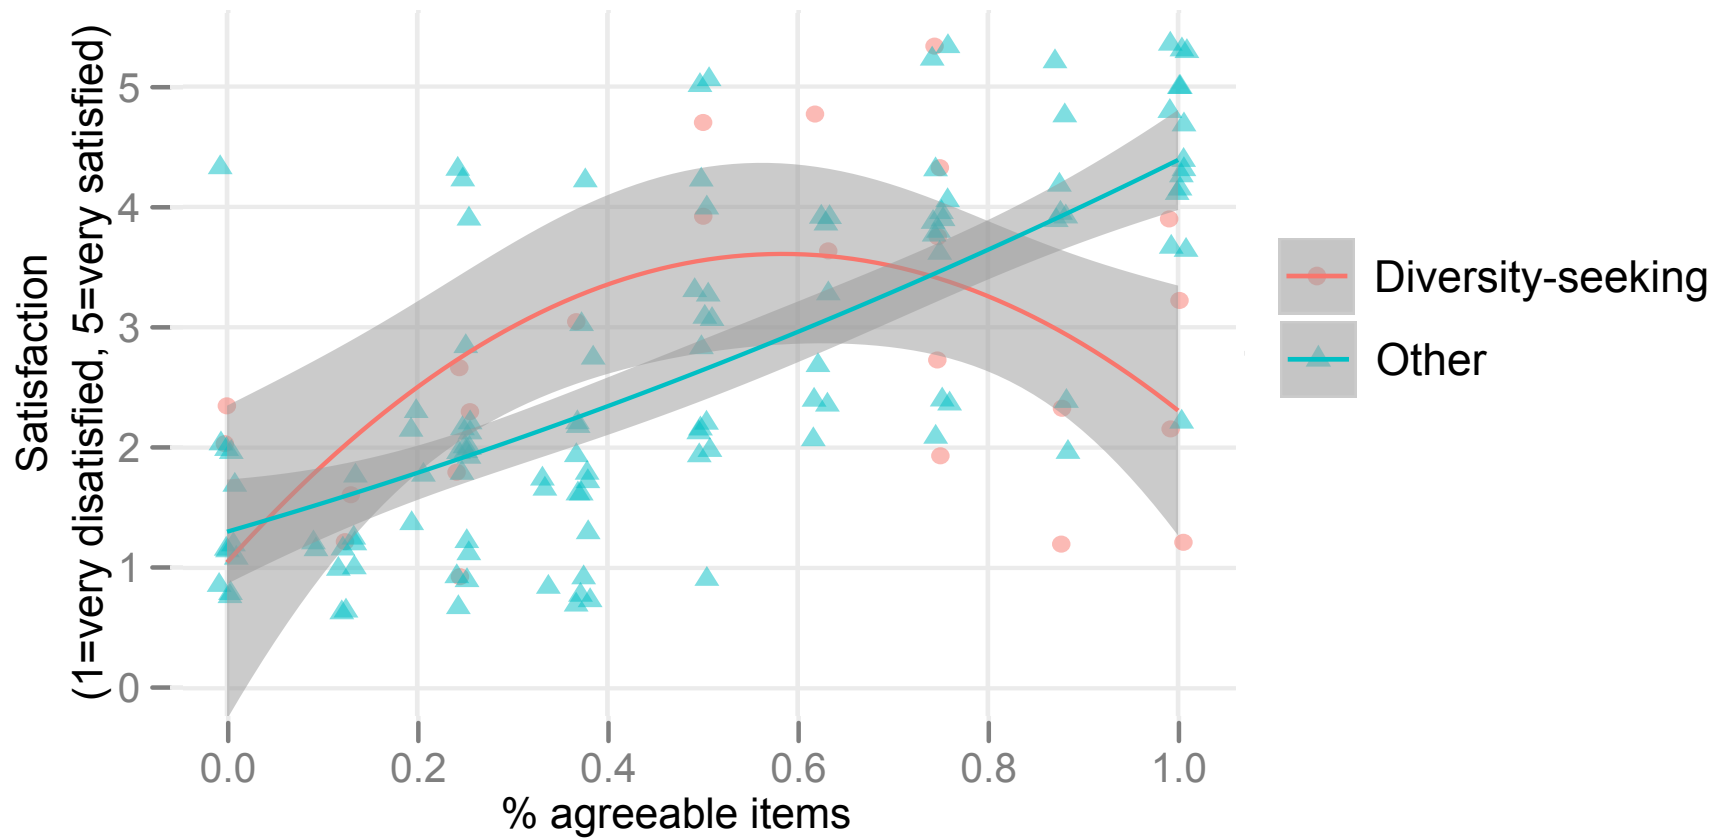 Satisfaction
(1=very disatisfied, 5=very satisfied)
5
4
3
2
1
0
0.0 0.2 0.4 0.6 0.8 1.0
% agreeable items
Diversity-seeking
Other